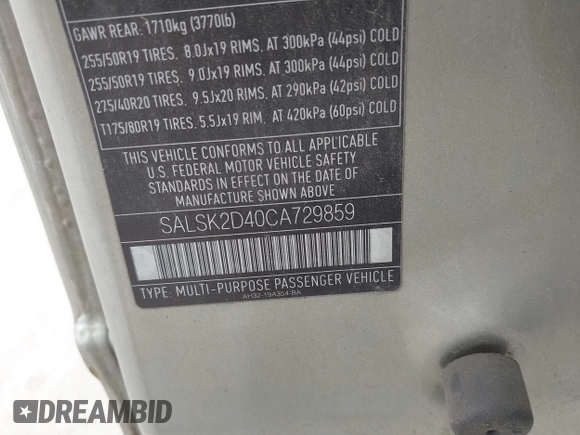 GAWR REAR: 1710kg (3770lb)
255/50R19 TIRES. 8.0Jx19 RIMS. AT 300kPa (44psi) COLD
255/50R19 TIRES. 9.0Jx19 RIMS. AT 300kPa (44psi) COLD
275/40R20 TIRES. 9.5Jx20 RIMS. AT 290kPa (42psi) COLD
T175/80R19 TIRES. 5.5Jx19 RIM. AT 420kPa (60psi) COLD
THIS VEHICLE CONFORMS TO ALL APPLICABLE
U.S. FEDERAL MOTOR VEHICLE SAFETY
STANDARDS IN EFFECT ON THE DATE OF
MANUFACTURE SHOWN ABOVE
SALSK2D40CA729859
TYPE: MULTI-PURPOSE PASSENGER VEHICLE
AH32-19A354-BA
DREAMBID